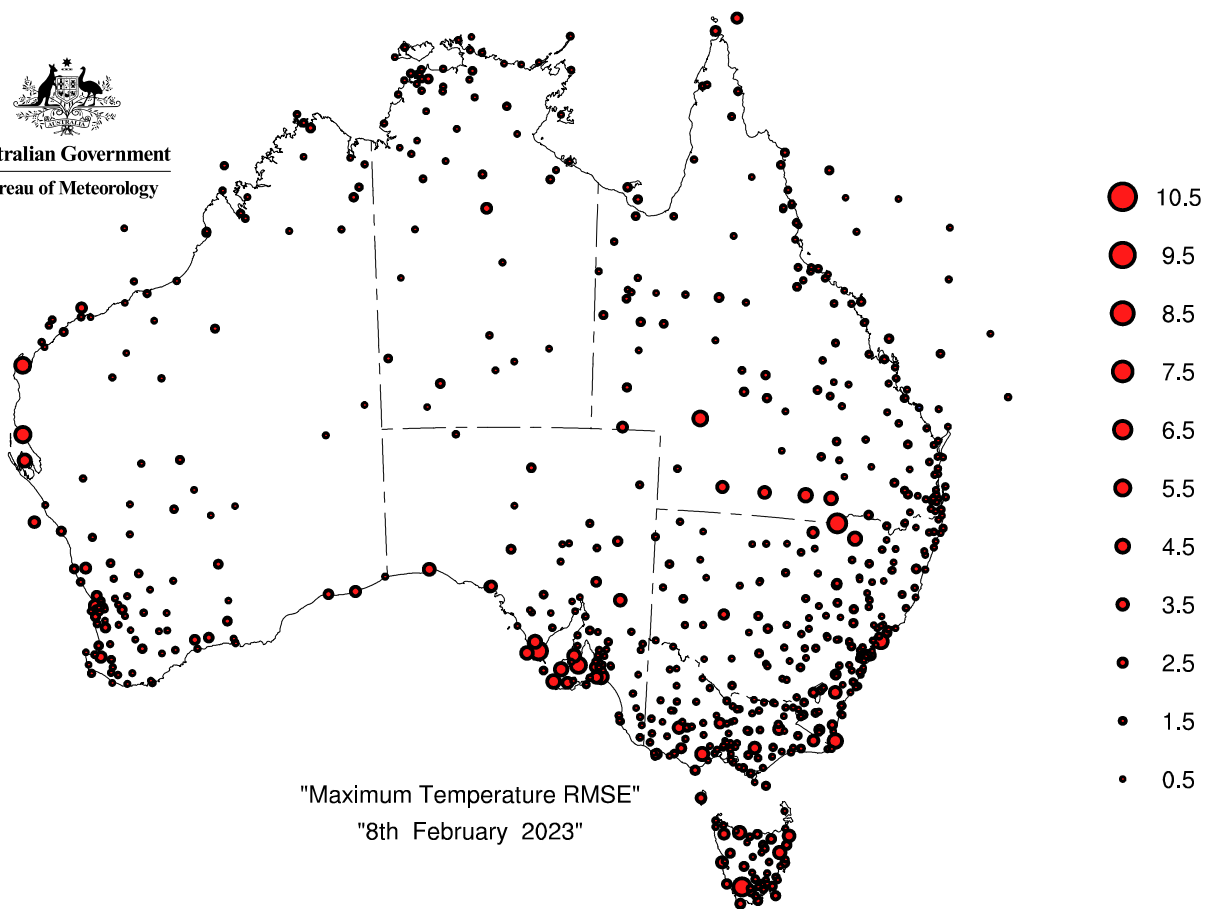 AUSTRALIA
tralian Government
reau of Meteorology
10.5
9.5
8.5
7.5
6.5
5.5
4.5
3.5
2.5
1.5
0.5
"Maximum Temperature RMSE"
"8th February 2023"